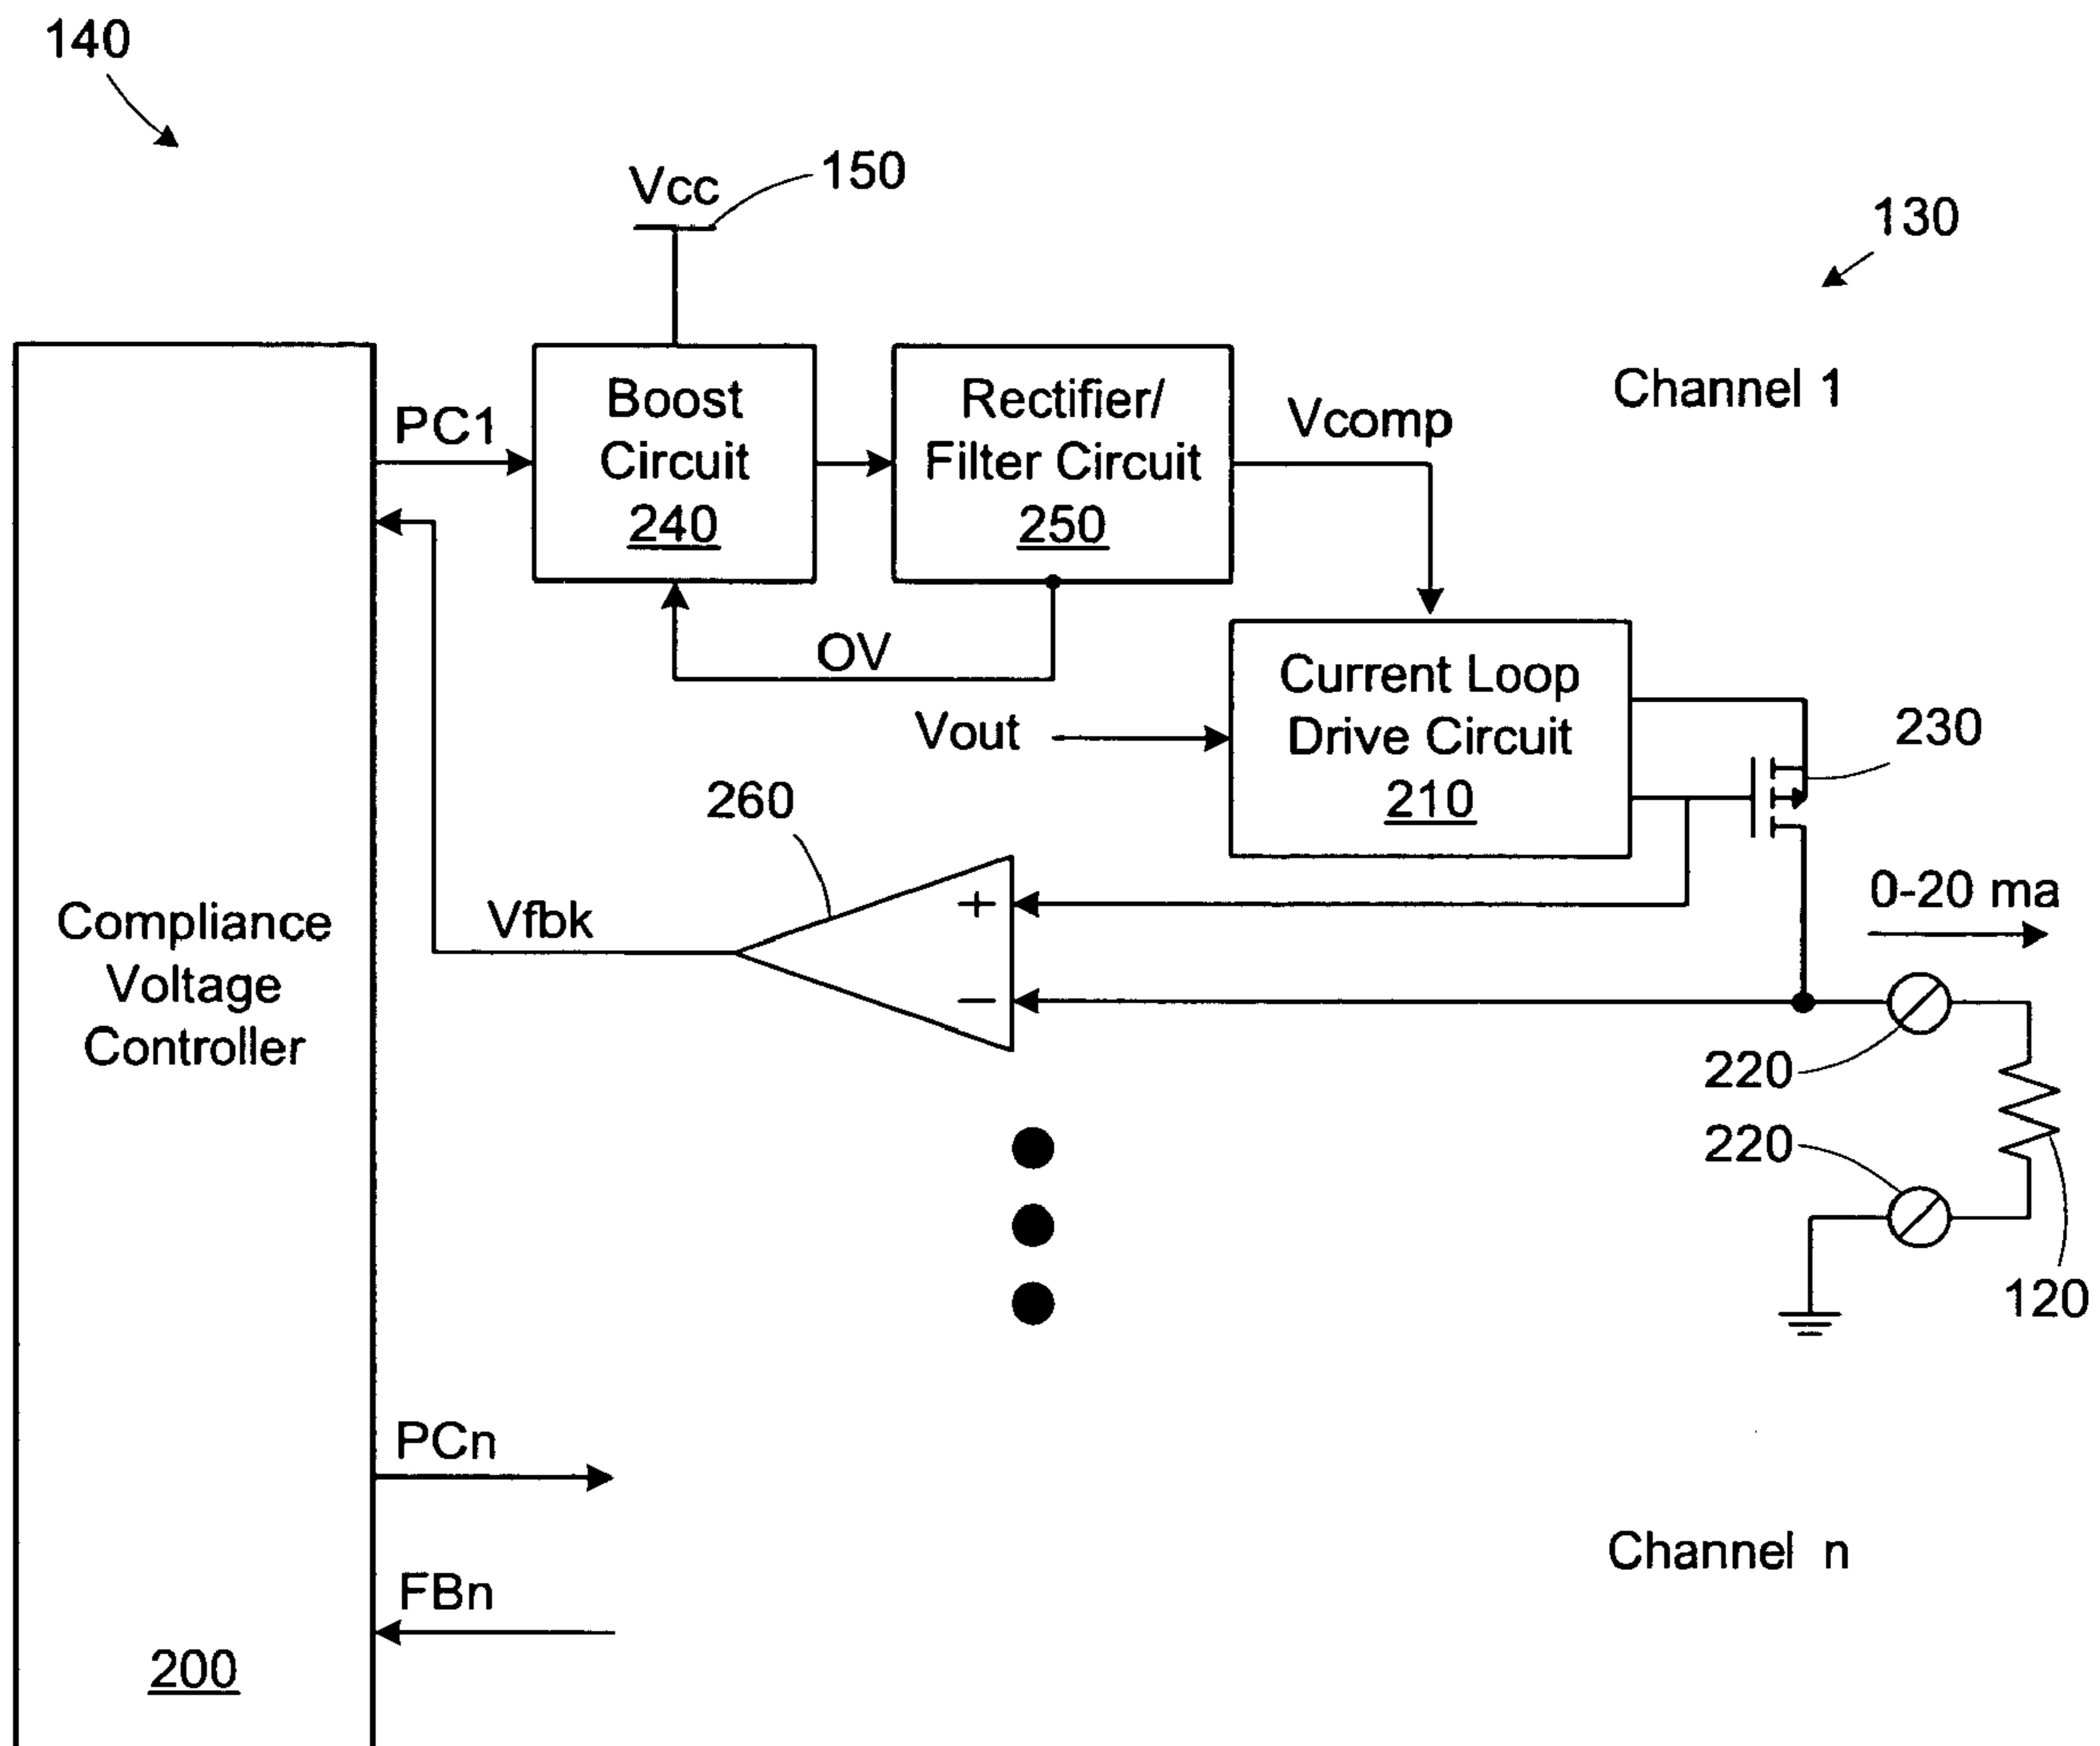 140
Vcc
150
130
Channel 1
PC1
Boost
Circuit
240
Rectifier/
Filter Circuit
250
Vcomp
OV
Vout
Current Loop
Drive Circuit
210
230
260
+
−
Vfbk
0-20 ma
Compliance
Voltage
Controller
220
220
120
PCn
Channel n
FBn
200